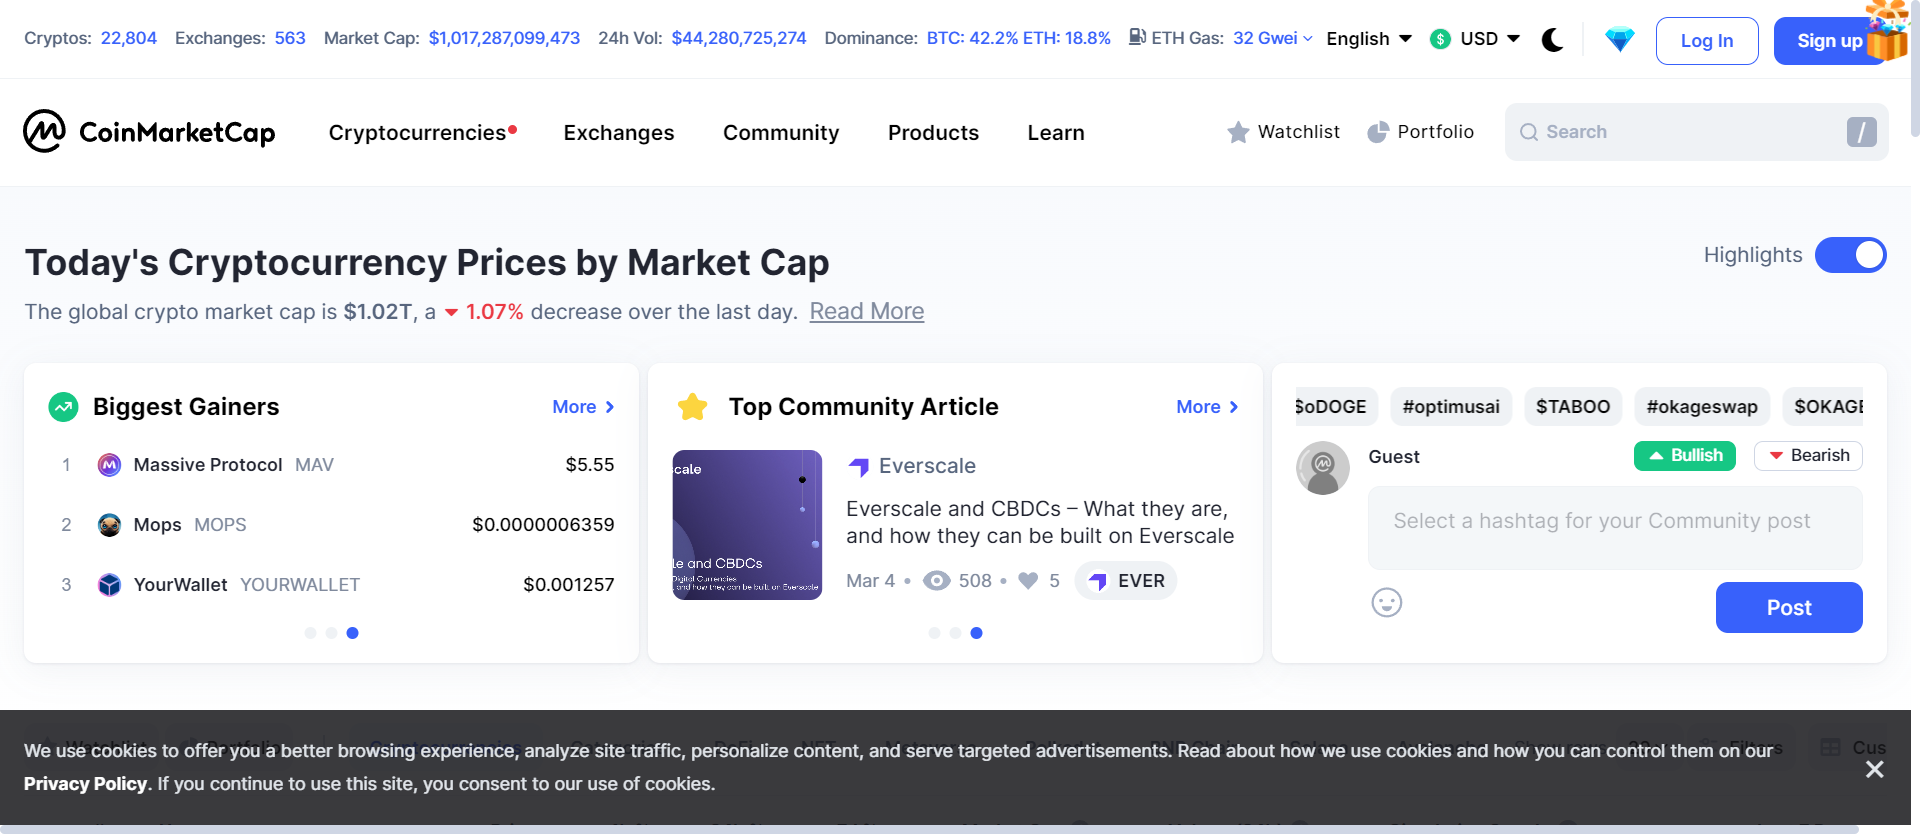 Cryptos: 22,804 Exchanges: 563 Market Cap: $1,017,287,099,473 24h Vol: $44,280,725,274 Dominance: BTC: 42.2% ETH: 18.8% ETH Gas: 32 Gwei English USD Log In Sign up
CoinMarketCap Cryptocurrencies Exchanges Community Products Learn Watchlist Portfolio Search /
Today's Cryptocurrency Prices by Market Cap
Highlights
The global crypto market cap is $1.02T, a 1.07% decrease over the last day. Read More
Biggest Gainers More
1 Massive Protocol MAV $5.55
2 Mops MOPS $0.0000006359
3 YourWallet YOURWALLET $0.001257
Top Community Article More
scale
le and CBDCs
Digital Currencies
and how they can be built on Everscale
Everscale
Everscale and CBDCs – What they are,
and how they can be built on Everscale
Mar 4 • 508 • 5 EVER
$oDOGE #optimusai $TABOO #okageswap $OKAGE
Guest Bullish Bearish
Select a hashtag for your Community post
Post
We use cookies to offer you a better browsing experience, analyze site traffic, personalize content, and serve targeted advertisements. Read about how we use cookies and how you can control them on our
Privacy Policy. If you continue to use this site, you consent to our use of cookies.